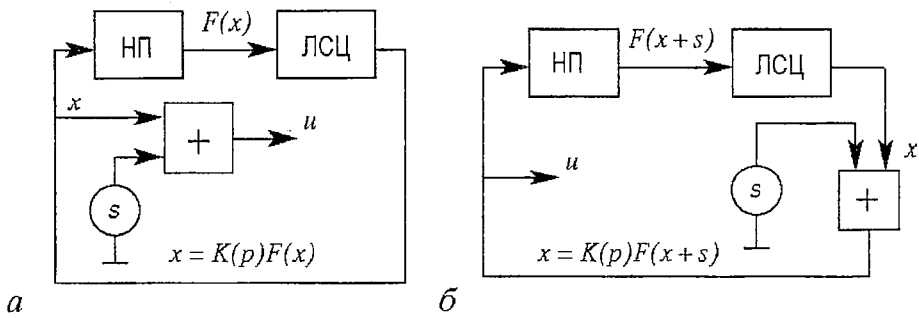 F(x)
НП
ЛСЦ
x
+
u
s
x = K(p)F(x)
а
F(x+s)
НП
ЛСЦ
u
s
x
+
x = K(p)F(x+s)
б